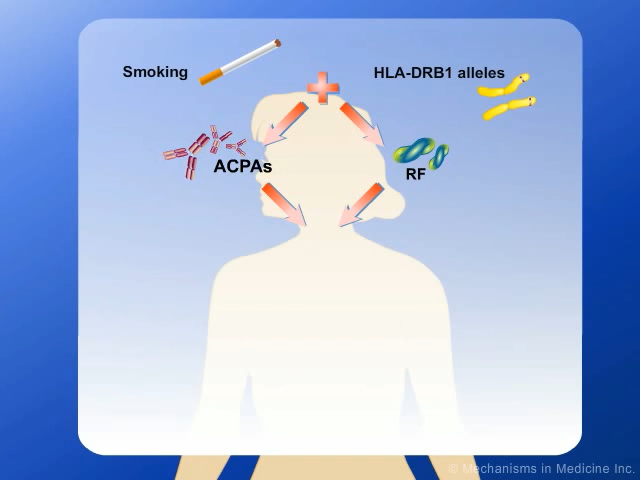 Smoking
HLA-DRB1 alleles
ACPAs
RF
© Mechanisms in Medicine Inc.